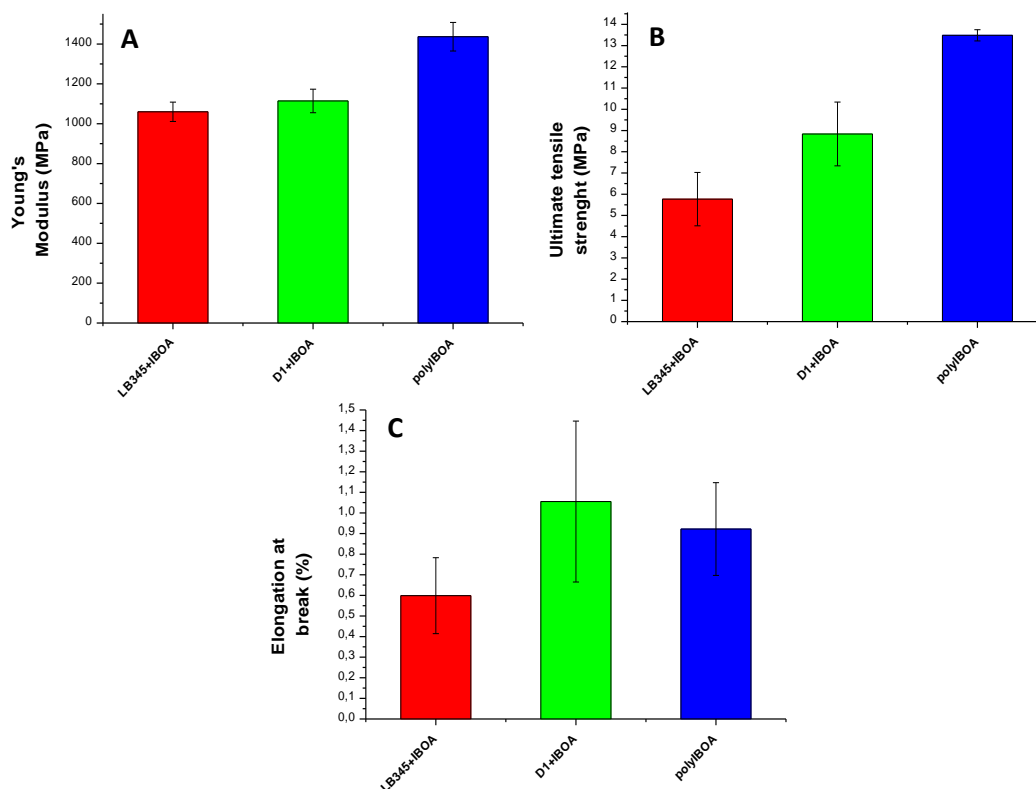 A
Young's
Modulus (MPa)
1400
1200
1000
800
600
400
200
0
LB345+IBOA
D1+IBOA
polyIBOA
B
Ultimate tensile
strenght (MPa)
14
13
12
11
10
9
8
7
6
5
4
3
2
1
0
LB345+IBOA
D1+IBOA
polyIBOA
C
Elongation at
break (%)
1,5
1,4
1,3
1,2
1,1
1,0
0,9
0,8
0,7
0,6
0,5
0,4
0,3
0,2
0,1
0,0
LB345+IBOA
D1+IBOA
polyIBOA